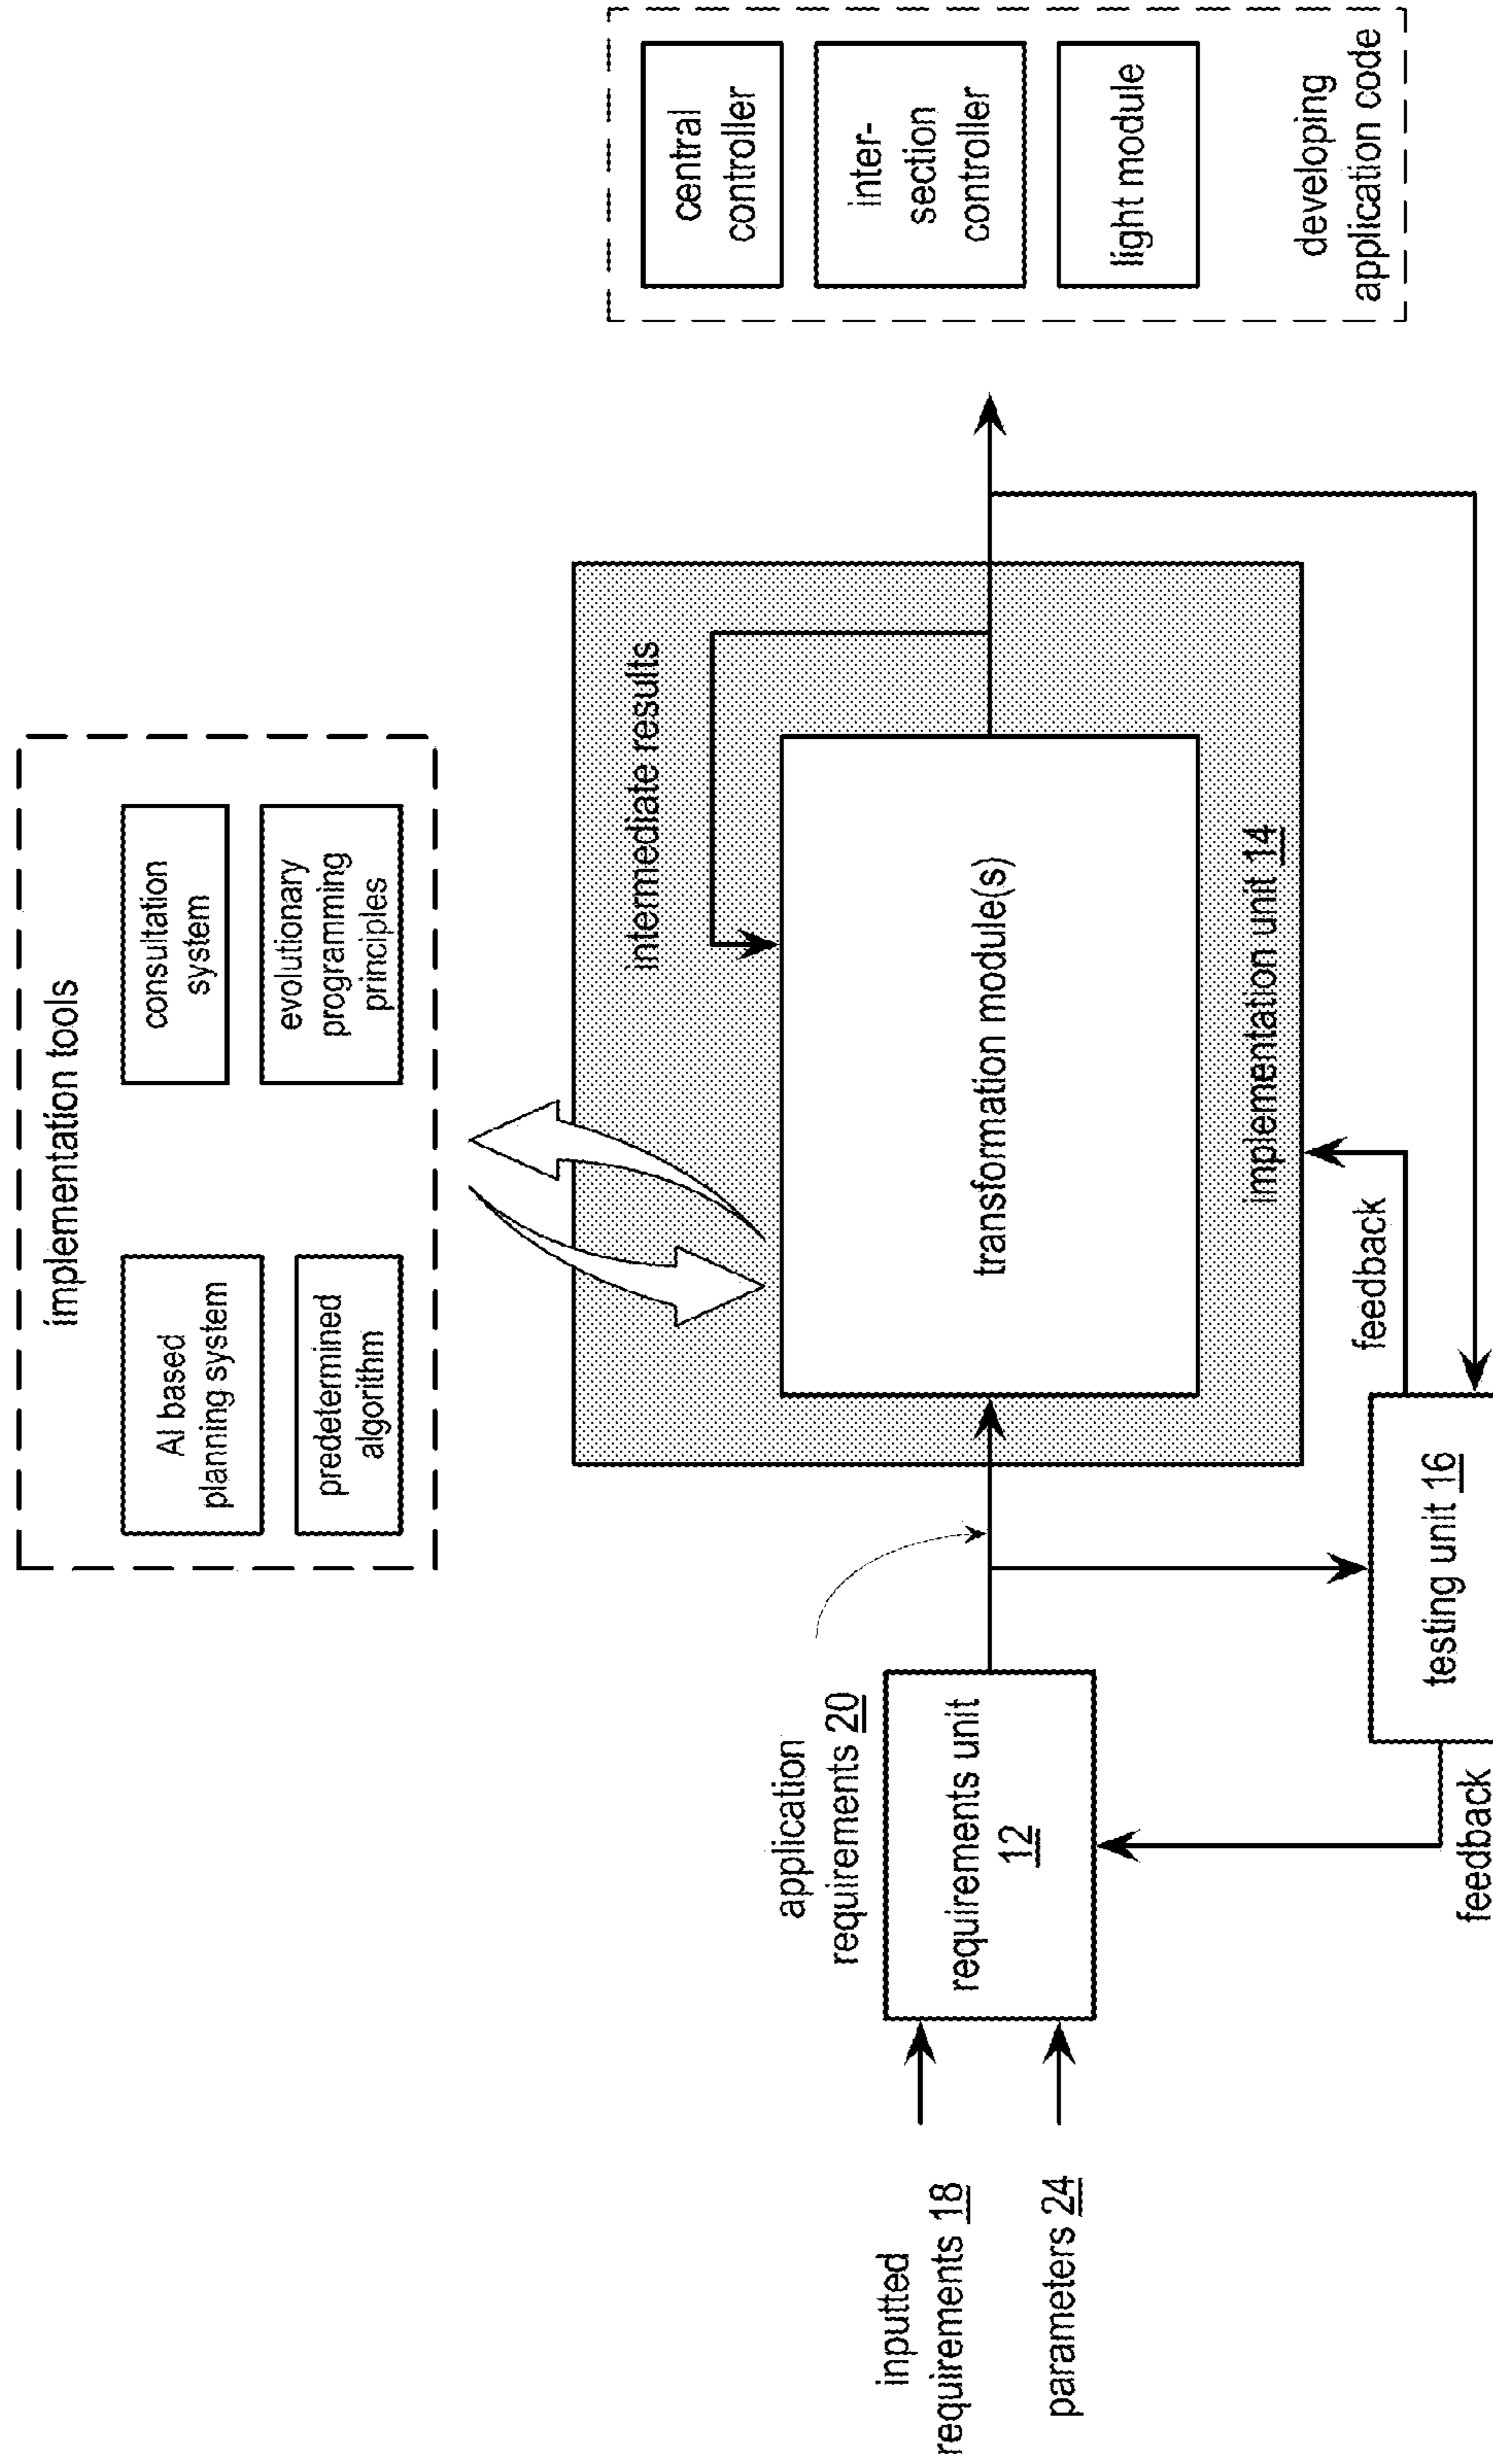 implementation tools
AI based
planning system
predetermined
algorithm
consultation
system
evolutionary
programming
principles
inputted
requirements 18
parameters 24
application
requirements 20
requirements unit
12
intermediate results
transformation module(s)
implementation unit 14
feedback
testing unit 16
feedback
central
controller
inter-
section
controller
light module
developing
application code